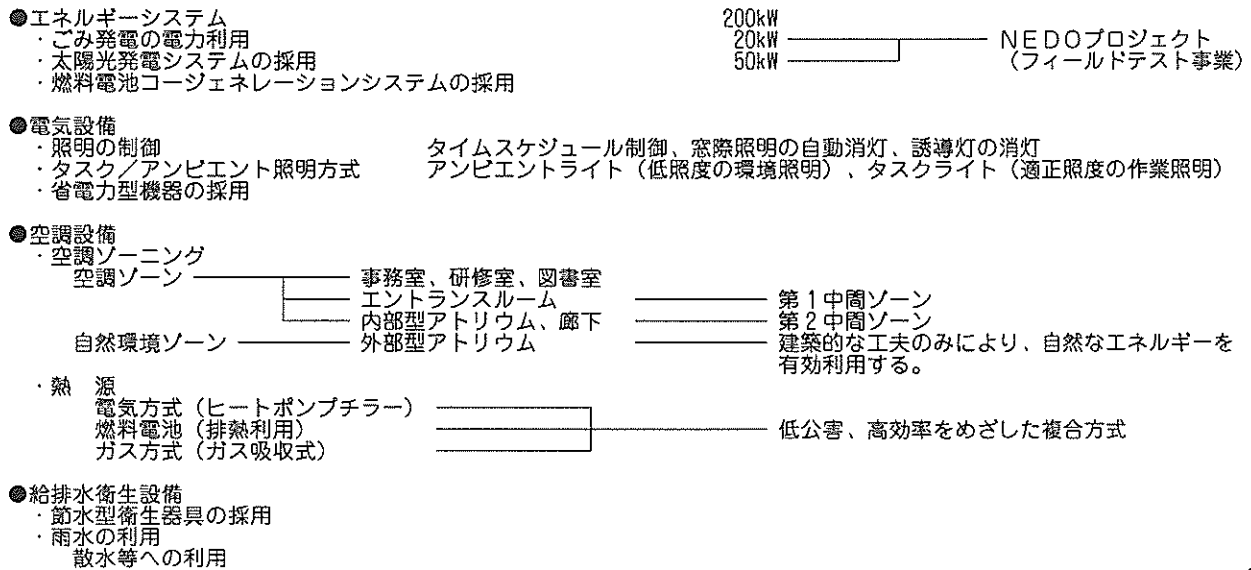 ●エネルギーシステム 200kW
・ごみ発電の電力利用 20kW NEDOプロジェクト
・太陽光発電システムの採用 50kW (フィールドテスト事業)
・燃料電池コージェネレーションシステムの採用
●電気設備
・照明の制御 タイムスケジュール制御、窓際照明の自動消灯、誘導灯の消灯
・タスク/アンビエント照明方式 アンビエントライト(低照度の環境照明)、タスクライト(適正照度の作業照明)
・省電力型機器の採用
●空調設備
・空調ゾーニング
空調ゾーン 事務室、研修室、図書室
エントランスルーム 第1中間ゾーン
内部型アトリウム、廊下 第2中間ゾーン
自然環境ゾーン 外部型アトリウム 建築的な工夫のみにより、自然なエネルギーを
有効利用する。
・熱 源
電気方式(ヒートポンプチラー)
燃料電池(排熱利用) 低公害、高効率をめざした複合方式
ガス方式(ガス吸収式)
●給排水衛生設備
・節水型衛生器具の採用
・雨水の利用
散水等への利用